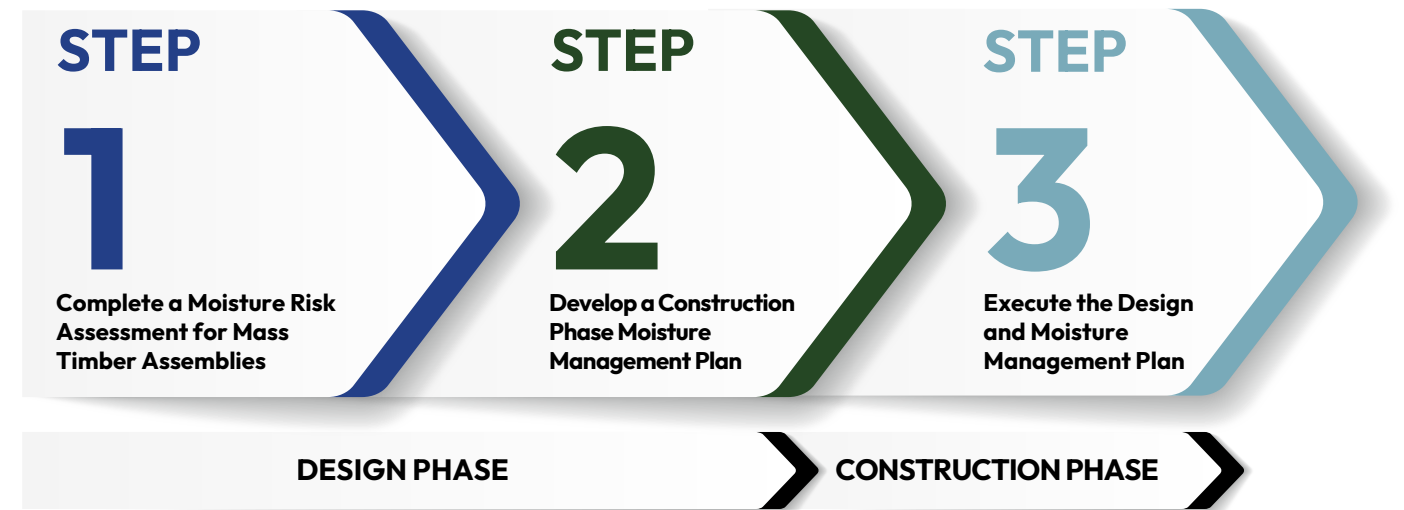 STEP
1
Complete a Moisture Risk
Assessment for Mass
Timber Assemblies
STEP
2
Develop a Construction
Phase Moisture
Management Plan
STEP
3
Execute the Design
and Moisture
Management Plan
DESIGN PHASE
CONSTRUCTION PHASE